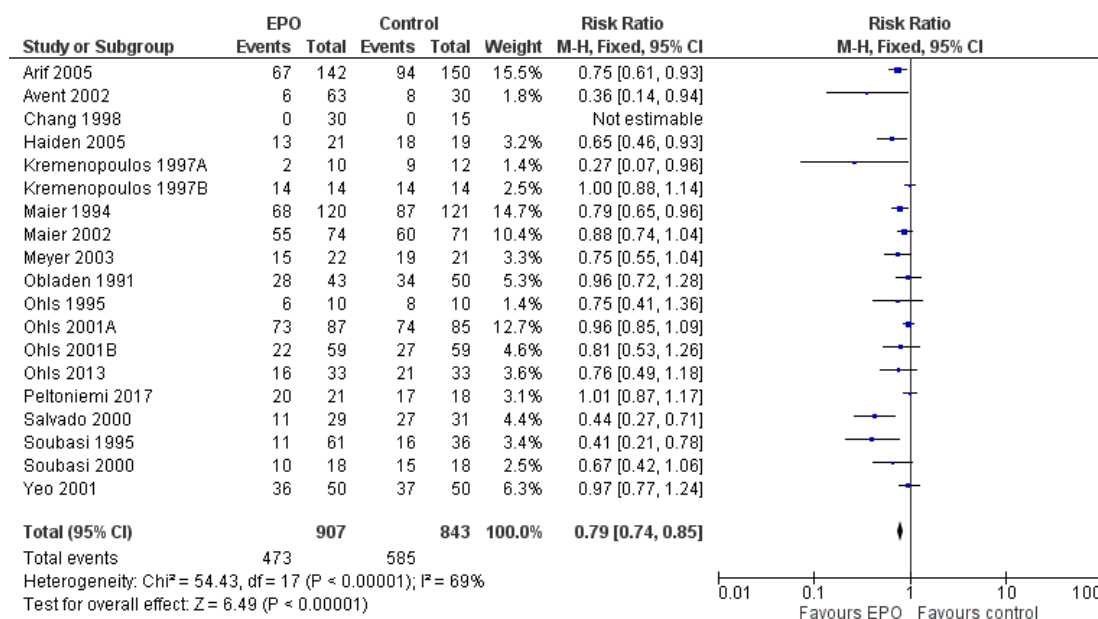 EPO Control Risk Ratio Risk Ratio
Study or Subgroup Events Total Events Total Weight M-H, Fixed, 95% CI M-H, Fixed, 95% CI
Arif 2005 67 142 94 150 15.5% 0.75 [0.61, 0.93]
Avent 2002 6 63 8 30 1.8% 0.36 [0.14, 0.94]
Chang 1998 0 30 0 15 Not estimable
Haiden 2005 13 21 18 19 3.2% 0.65 [0.46, 0.93]
Kremenopoulos 1997A 2 10 9 12 1.4% 0.27 [0.07, 0.96]
Kremenopoulos 1997B 14 14 14 14 2.5% 1.00 [0.88, 1.14]
Maier 1994 68 120 87 121 14.7% 0.79 [0.65, 0.96]
Maier 2002 55 74 60 71 10.4% 0.88 [0.74, 1.04]
Meyer 2003 15 22 19 21 3.3% 0.75 [0.55, 1.04]
Obladen 1991 28 43 34 50 5.3% 0.96 [0.72, 1.28]
Ohls 1995 6 10 8 10 1.4% 0.75 [0.41, 1.36]
Ohls 2001A 73 87 74 85 12.7% 0.96 [0.85, 1.09]
Ohls 2001B 22 59 27 59 4.6% 0.81 [0.53, 1.26]
Ohls 2013 16 33 21 33 3.6% 0.76 [0.49, 1.18]
Peltoniemi 2017 20 21 17 18 3.1% 1.01 [0.87, 1.17]
Salvado 2000 11 29 27 31 4.4% 0.44 [0.27, 0.71]
Soubasi 1995 11 61 16 36 3.4% 0.41 [0.21, 0.78]
Soubasi 2000 10 18 15 18 2.5% 0.67 [0.42, 1.06]
Yeo 2001 36 50 37 50 6.3% 0.97 [0.77, 1.24]
Total (95% CI) 907 843 100.0% 0.79 [0.74, 0.85]
Total events 473 585
Heterogeneity: Chi² = 54.43, df = 17 (P < 0.00001); I² = 69%
Test for overall effect: Z = 6.49 (P < 0.00001)
0.01 0.1 1 10 100
Favours EPO Favours control